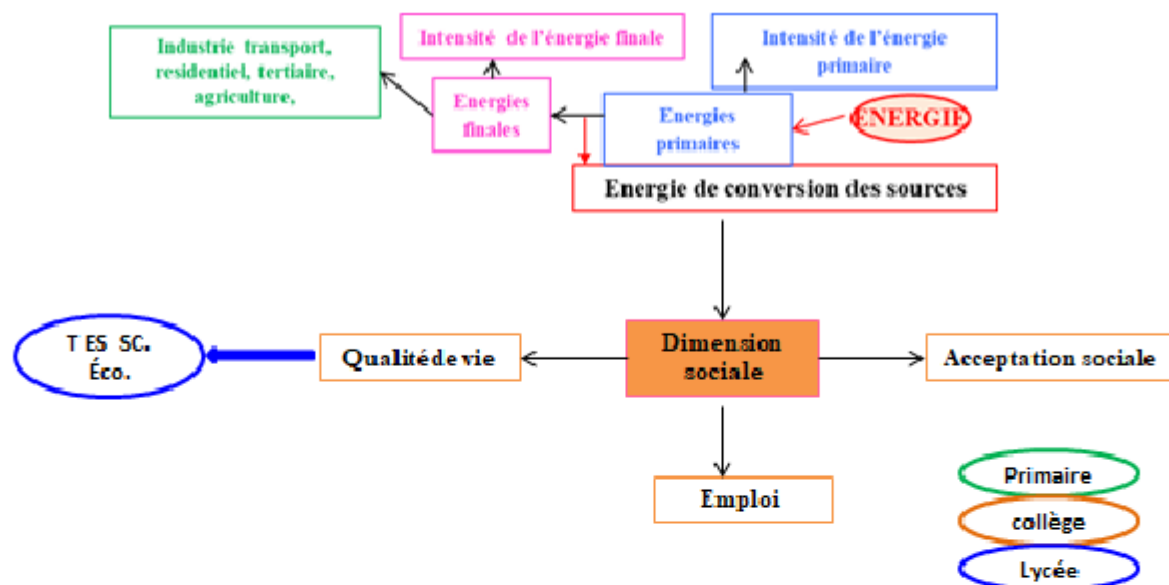 Industrie transport,
residentiel, tertiaire,
agriculture,
Intensité de l'énergie finale
Intensité de l'énergie
primaire
Energies
finales
Energies
primaires
ENERGIE
Energie de conversion des sources
T ES SC.
Éco.
Qualité de vie
Dimension
sociale
Acceptation sociale
Emploi
Primaire
collège
Lycée